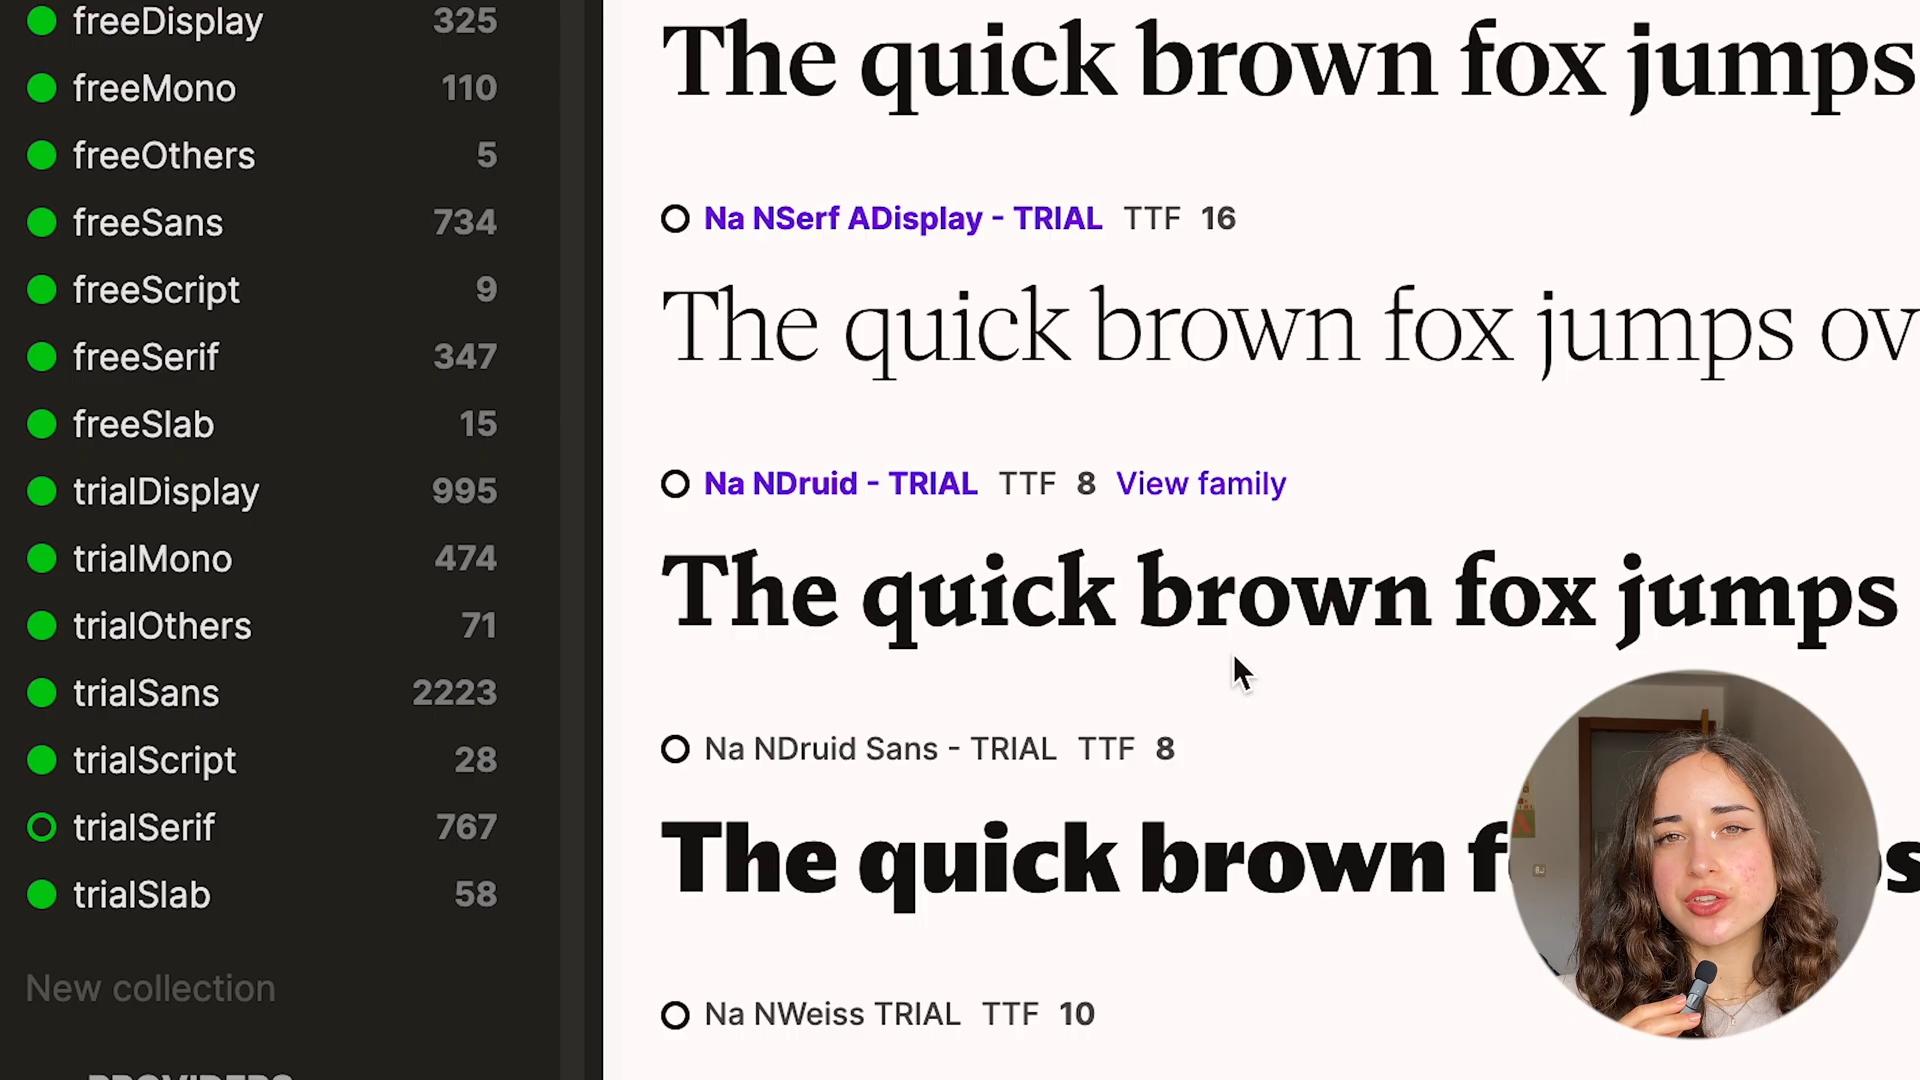 freeDisplay 325
freeMono 110
freeOthers 5
freeSans 734
freeScript 9
freeSerif 347
freeSlab 15
trialDisplay 995
trialMono 474
trialOthers 71
trialSans 2223
trialScript 28
trialSerif 767
trialSlab 58
New collection
PROVIDERS
The quick brown fox jumps
Na NSerf ADisplay - TRIAL TTF 16
The quick brown fox jumps ov
Na NDruid - TRIAL TTF 8 View family
The quick brown fox jumps
Na NDruid Sans - TRIAL TTF 8
The quick brown f s
Na NWeiss TRIAL TTF 10